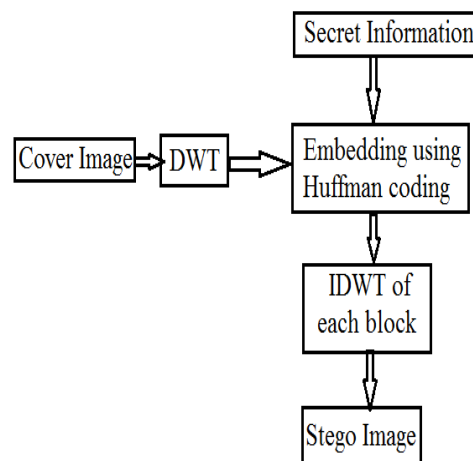 Secret Information
Cover Image
DWT
Embedding using
Huffman coding
IDWT of
each block
Stego Image